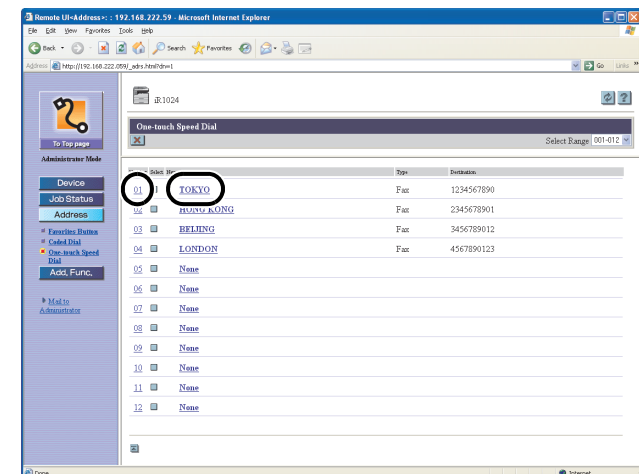 Remote UI<Address>: : 192.168.222.59 - Microsoft Internet Explorer
File Edit View Favorites Tools Help
Back Search Favorites
Address http://192.168.222.059/_adrs.html?dn=1 Go Links »
iR1024
To Top page
Administrator Mode
One-touch Speed Dial
Select Range 001-012
Select Type Destination
Device
Job Status
Address
Favorites Button
Coded Dial
One-touch Speed
Dial
Add. Func.
Mail to
Administrator
01 TOKYO Fax 1234567890
02 HONG KONG Fax 2345678901
03 BEIJING Fax 3456789012
04 LONDON Fax 4567890123
05 None
06 None
07 None
08 None
09 None
10 None
11 None
12 None
Done Internet